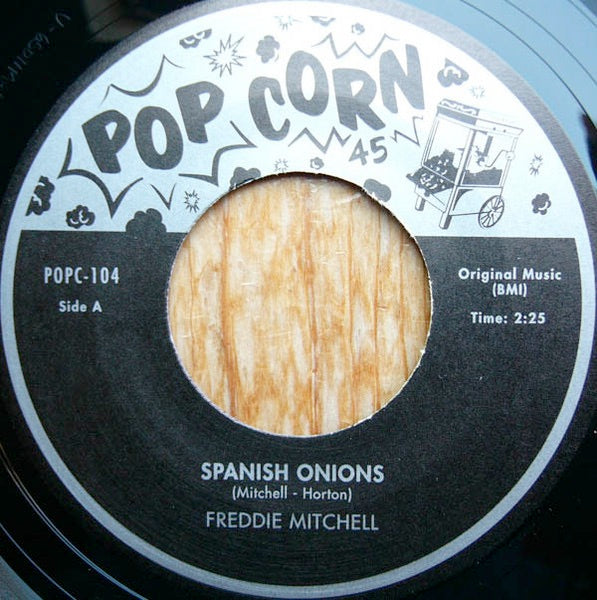 POP CORN
45
POPC-104
Side A
Original Music
(BMI)
Time: 2:25
SPANISH ONIONS
(Mitchell - Horton)
FREDDIE MITCHELL